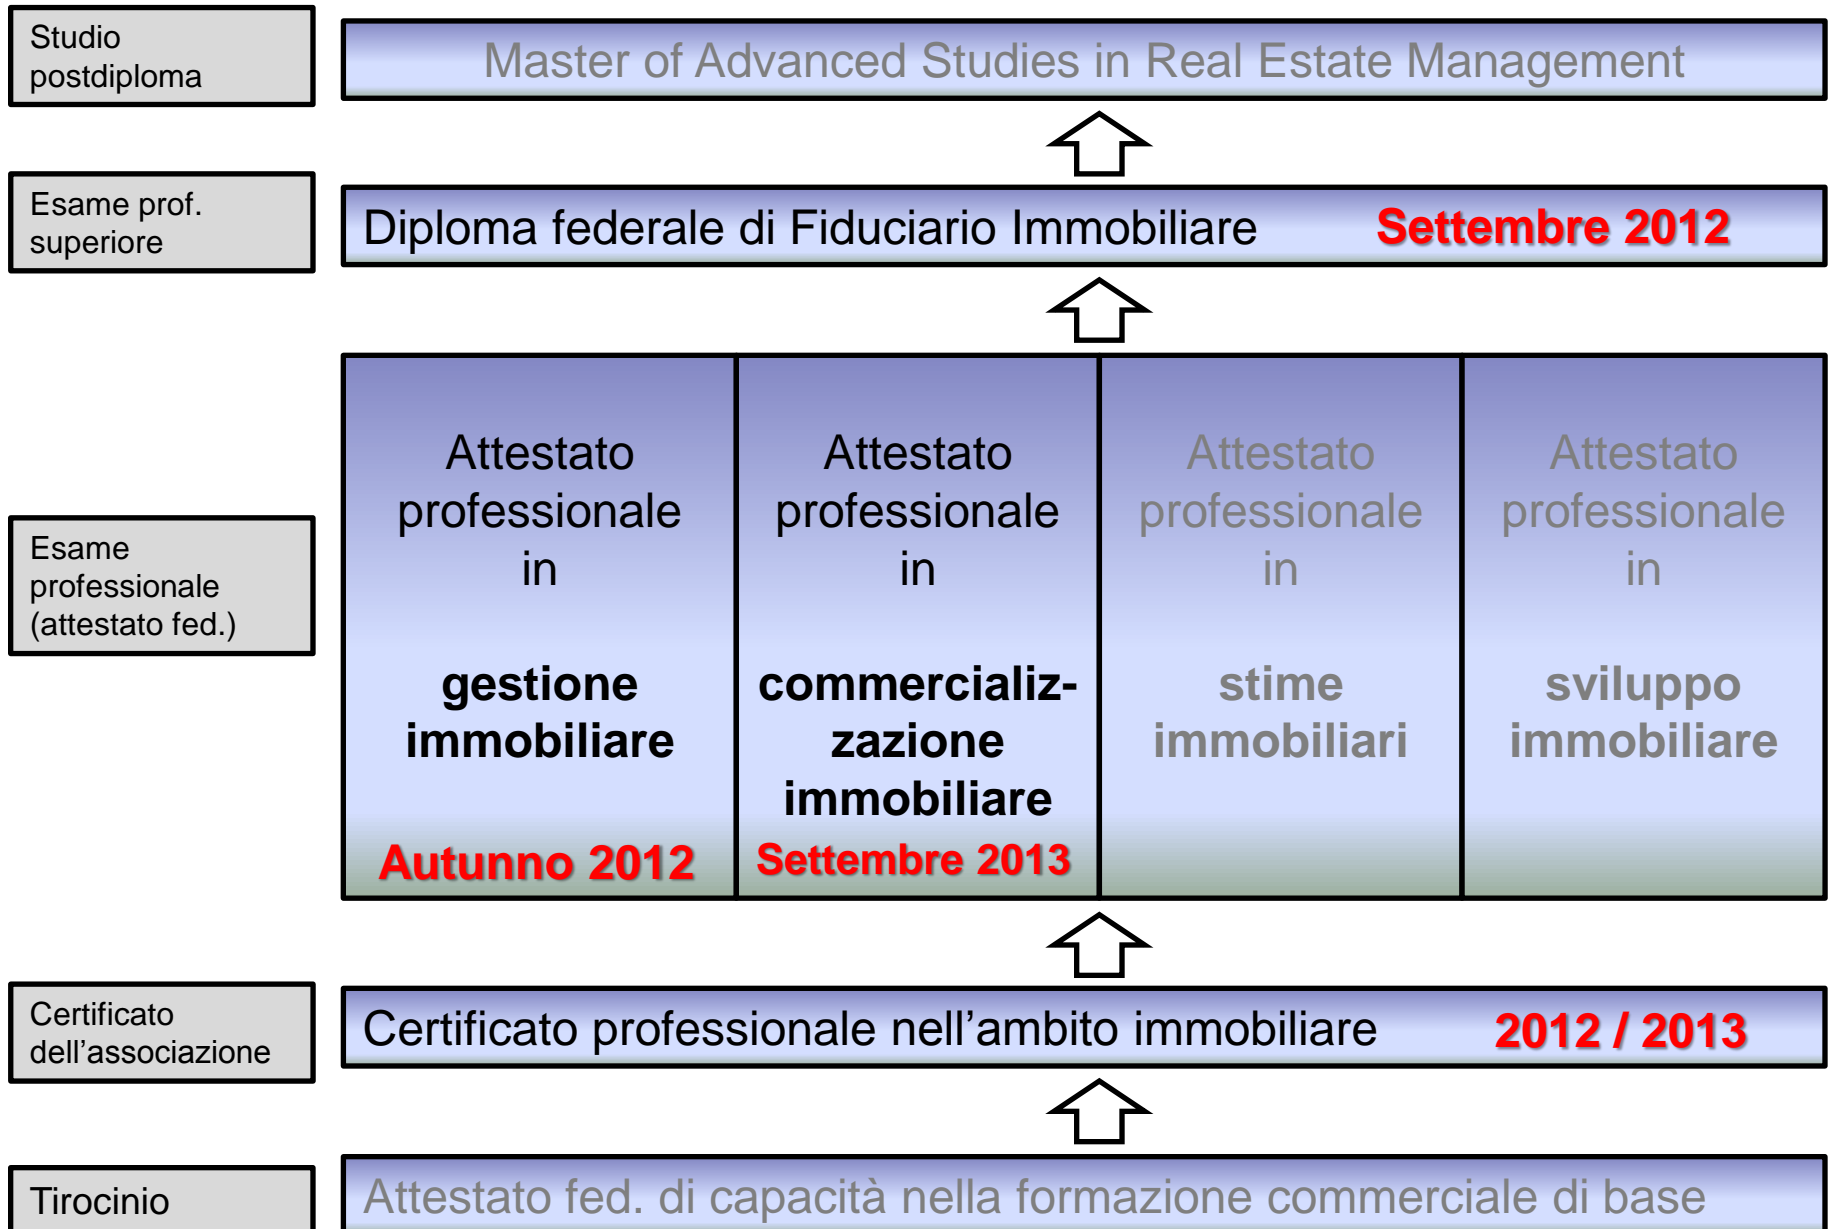 Studio
postdiploma
Master of Advanced Studies in Real Estate Management
Esame prof.
superiore
Diploma federale di Fiduciario Immobiliare
Settembre 2012
Esame
professionale
(attestato fed.)
Attestato
professionale
in
gestione
immobiliare
Autunno 2012
Attestato
professionale
in
commercializ-
zazione
immobiliare
Settembre 2013
Attestato
professionale
in
stime
immobiliari
Attestato
professionale
in
sviluppo
immobiliare
Certificato
dell’associazione
Certificato professionale nell’ambito immobiliare
2012 / 2013
Tirocinio
Attestato fed. di capacità nella formazione commerciale di base